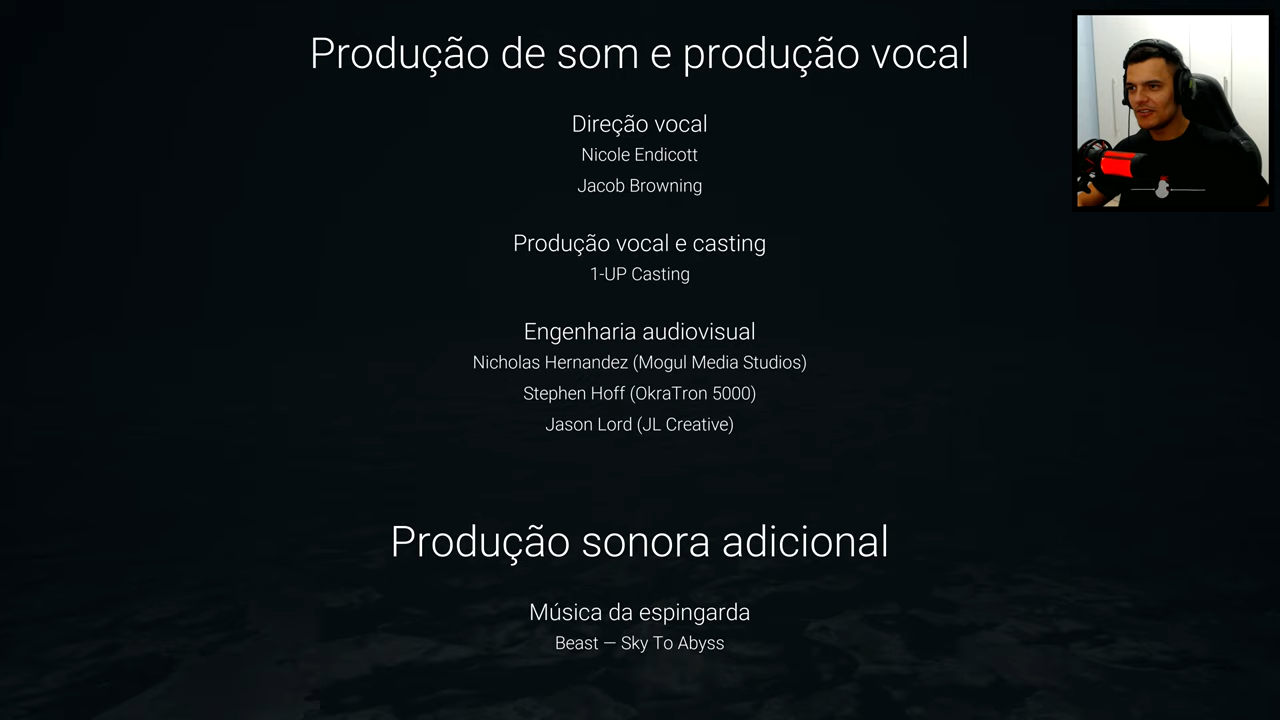 Produção de som e produção vocal
Direção vocal
Nicole Endicott
Jacob Browning
Produção vocal e casting
1-UP Casting
Engenharia audiovisual
Nicholas Hernandez (Mogul Media Studios)
Stephen Hoff (OkraTron 5000)
Jason Lord (JL Creative)
Produção sonora adicional
Música da espingarda
Beast — Sky To Abyss